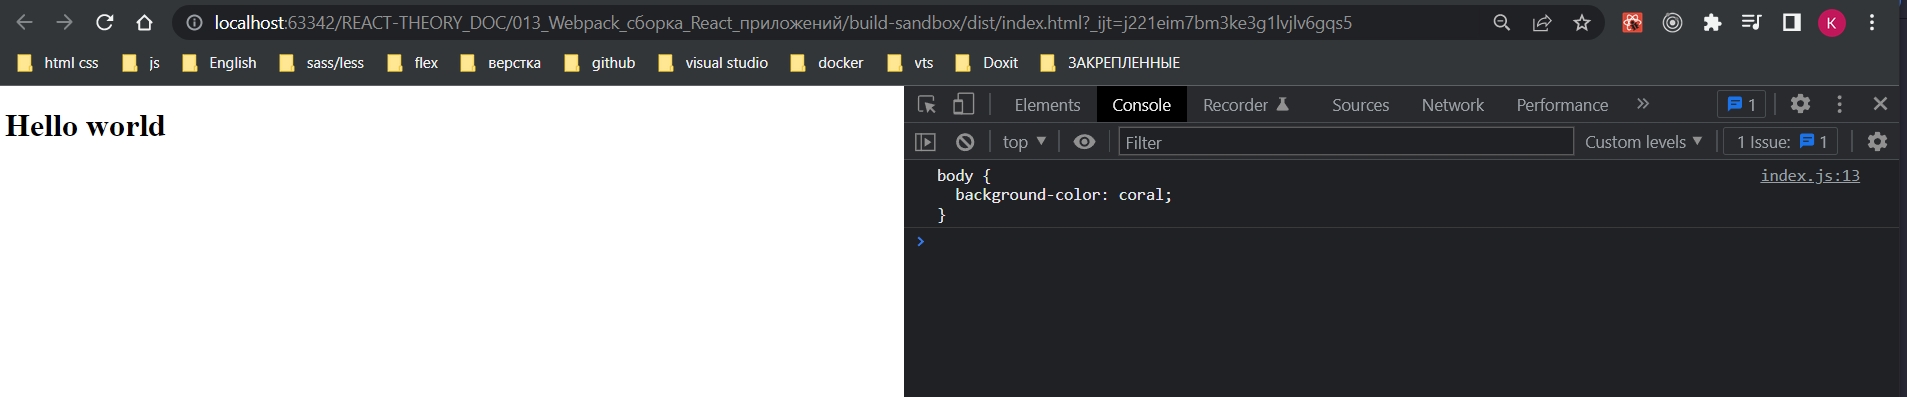 localhost:63342/REACT-THEORY_DOC/013_Webpack_сборка_React_приложений/build-sandbox/dist/index.html?_ijt=j221eim7bm3ke3g1lvjlv6gqs5 K
html css js English sass/less flex верстка github visual studio docker vts Doxit ЗАКРЕПЛЕННЫЕ
Hello world
Elements Console Recorder Sources Network Performance » 1
top Filter Custom levels 1 Issue: 1
body { index.js:13
background-color: coral;
}